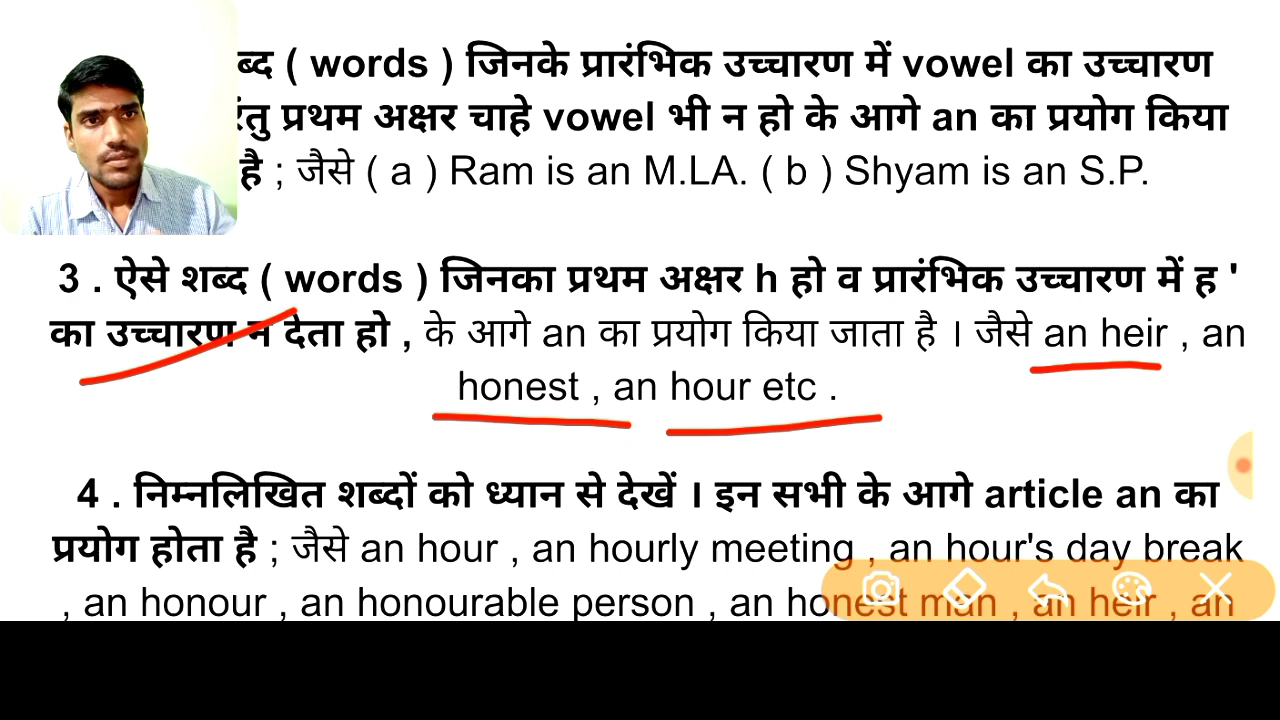 ब्द ( words ) जिनके प्रारंभिक उच्चारण में vowel का उच्चारण
प्रथम अक्षर चाहे vowel भी न हो के आगे an का प्रयोग किया
है ; जैसे ( a ) Ram is an M.LA. ( b ) Shyam is an S.P.
3 . ऐसे शब्द ( words ) जिनका प्रथम अक्षर h हो व प्रारंभिक उच्चारण में ह '
का उच्चारण न देता हो , के आगे an का प्रयोग किया जाता है । जैसे an heir , an
honest , an hour etc .
4 . निम्नलिखित शब्दों को ध्यान से देखें । इन सभी के आगे article an का
प्रयोग होता है ; जैसे an hour , an hourly meeting , an hour's day break
, an honour , an honourable person , an honest man , an heir , an